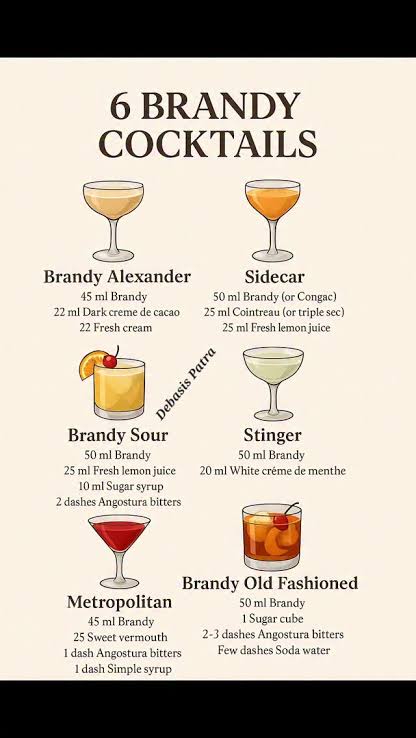 6 BRANDY
COCKTAILS
Brandy Alexander
45 ml Brandy
22 ml Dark creme de cacao
22 Fresh cream
Sidecar
50 ml Brandy (or Congac)
25 ml Cointreau (or triple sec)
25 ml Fresh lemon juice
Debasis Patra
Brandy Sour
50 ml Brandy
25 ml Fresh lemon juice
10 ml Sugar syrup
2 dashes Angostura bitters
Stinger
50 ml Brandy
20 ml White créme de menthe
Metropolitan
45 ml Brandy
25 Sweet vermouth
1 dash Angostura bitters
1 dash Simple syrup
Brandy Old Fashioned
50 ml Brandy
1 Sugar cube
2-3 dashes Angostura bitters
Few dashes Soda water